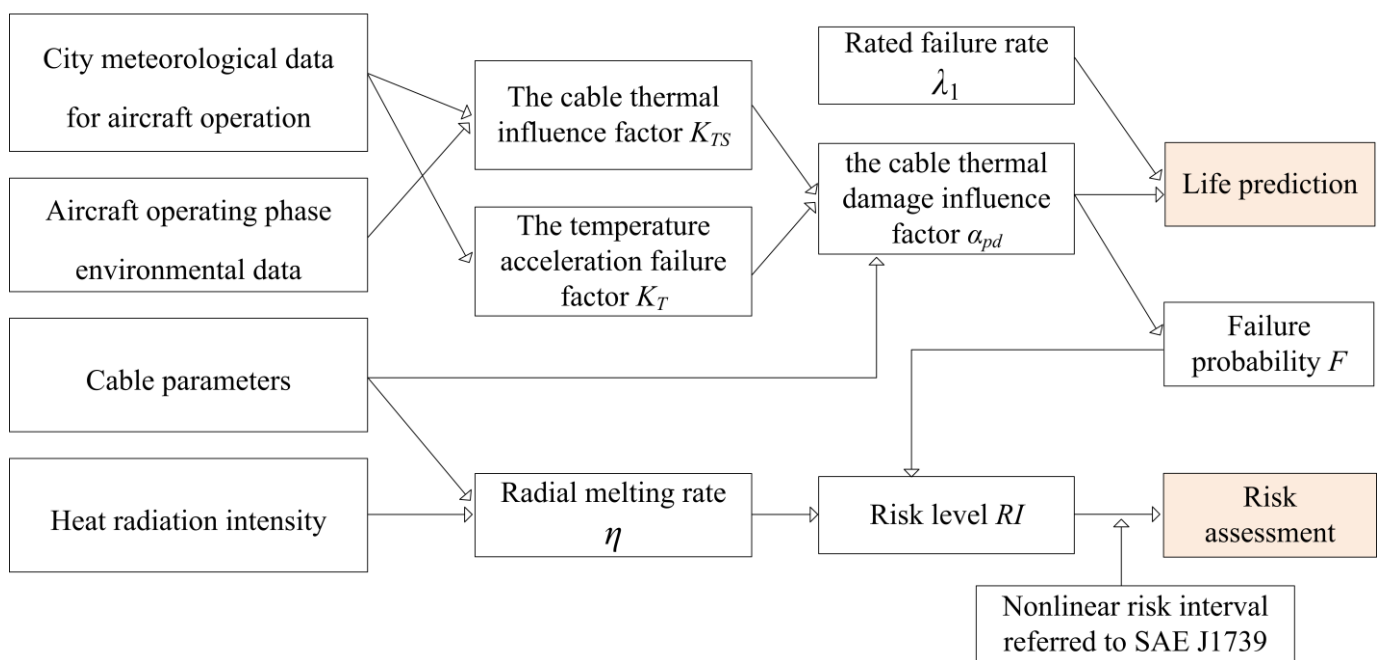 City meteorological data
for aircraft operation
Aircraft operating phase
environmental data
Cable parameters
Heat radiation intensity
The cable thermal
influence factor K_TS
The temperature
acceleration failure
factor K_T
Radial melting rate
η
Rated failure rate
λ₁
the cable thermal
damage influence
factor α_pd
Risk level RI
Life prediction
Failure
probability F
Risk
assessment
Nonlinear risk interval
referred to SAE J1739